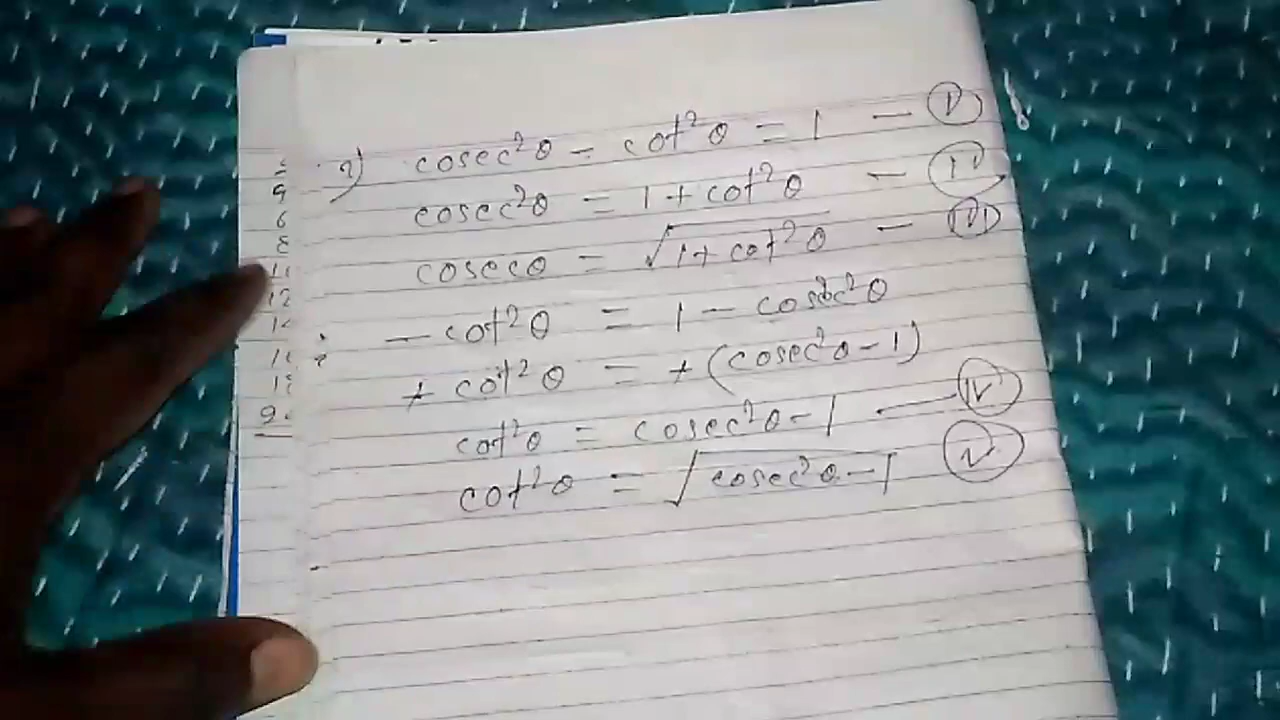 2) cosec²θ - cot²θ = 1 — (i)
cosec²θ = 1 + cot²θ — (ii)
cosecθ = √1 + cot²θ — (iii)
- cot²θ = 1 - cosec²θ
+ cot²θ = + (cosec²θ - 1)
cot²θ = cosec²θ - 1 — (iv)
cot²θ = √cosec²θ - 1 (v)